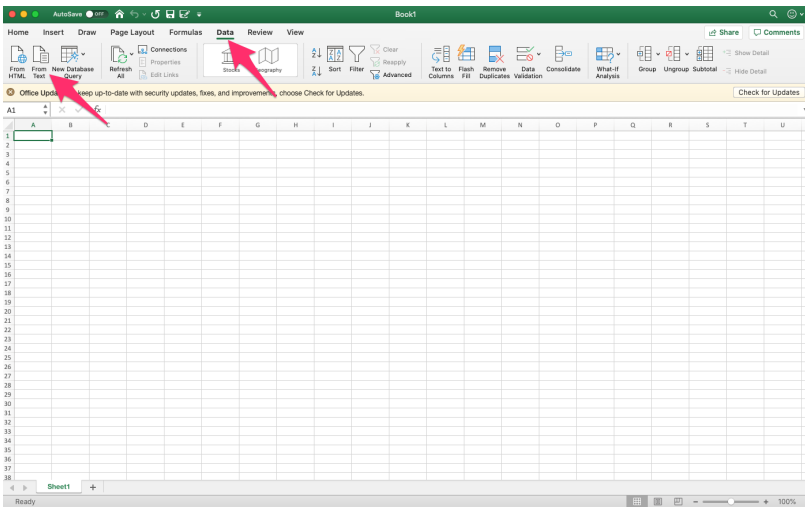 AutoSave OFF Book1
Home Insert Draw Page Layout Formulas Data Review View Share Comments
From HTML
From Text
New Database Query
Refresh All
Connections
Properties
Edit Links
Stocks
Sort
Filter
Clear
Reapply
Advanced
Text to Columns
Flash Fill
Remove Duplicates
Data Validation
Consolidate
What-If Analysis
Group
Ungroup
Subtotal
Show Detail
Hide Detail
Office keep up-to-date with security updates, fixes, and improvements, choose Check for Updates. Check for Updates
A1 fx
A B C D E F G H I J K L M N O P Q R S T U
1
2
3
4
5
6
7
8
9
10
11
12
13
14
15
16
17
18
19
20
21
22
23
24
25
26
27
28
29
30
31
32
33
34
35
36
37
38
Sheet1 +
Ready 100%